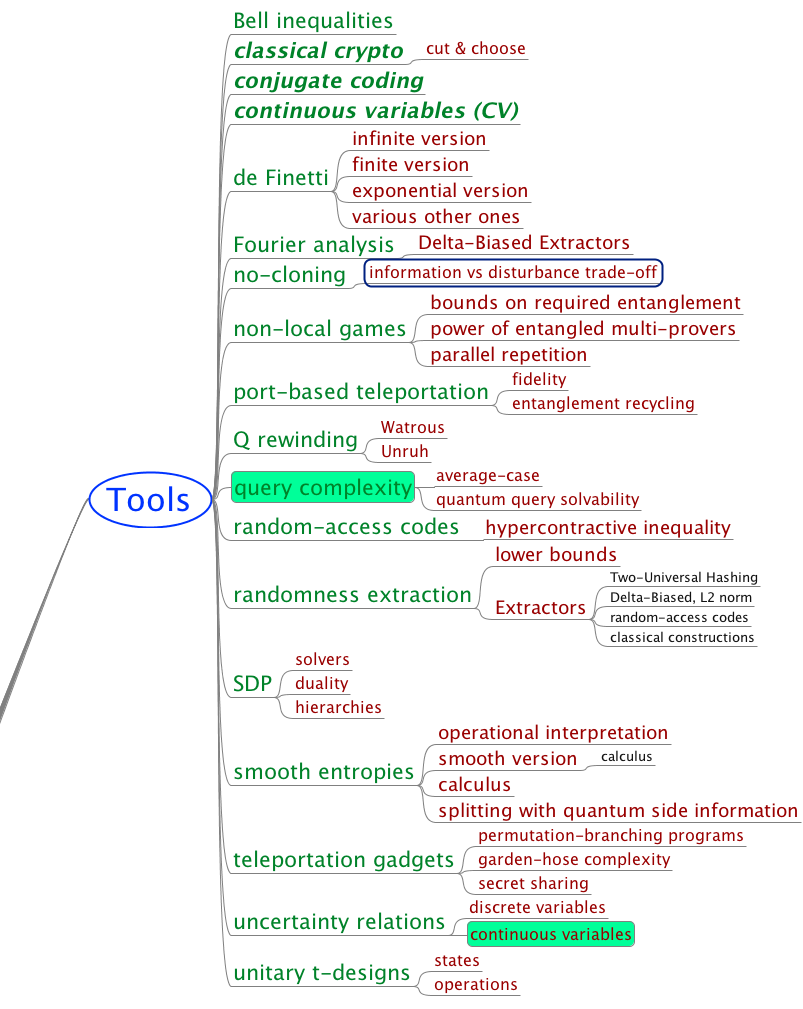 Bell inequalities
classical crypto
cut & choose
conjugate coding
continuous variables (CV)
de Finetti
infinite version
finite version
exponential version
various other ones
Fourier analysis
Delta-Biased Extractors
no-cloning
information vs disturbance trade-off
non-local games
bounds on required entanglement
power of entangled multi-provers
parallel repetition
port-based teleportation
fidelity
entanglement recycling
Q rewinding
Watrous
Unruh
Tools
query complexity
average-case
quantum query solvability
random-access codes
hypercontractive inequality
randomness extraction
lower bounds
Extractors
Two-Universal Hashing
Delta-Biased, L2 norm
random-access codes
classical constructions
SDP
solvers
duality
hierarchies
smooth entropies
operational interpretation
smooth version
calculus
calculus
splitting with quantum side information
teleportation gadgets
permutation-branching programs
garden-hose complexity
secret sharing
uncertainty relations
discrete variables
continuous variables
unitary t-designs
states
operations